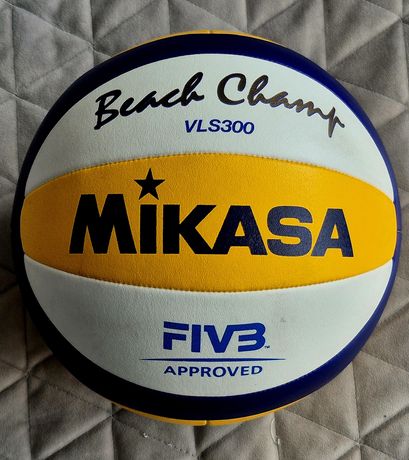 Beach Champ
VLS300
MIKASA
FIVB
APPROVED